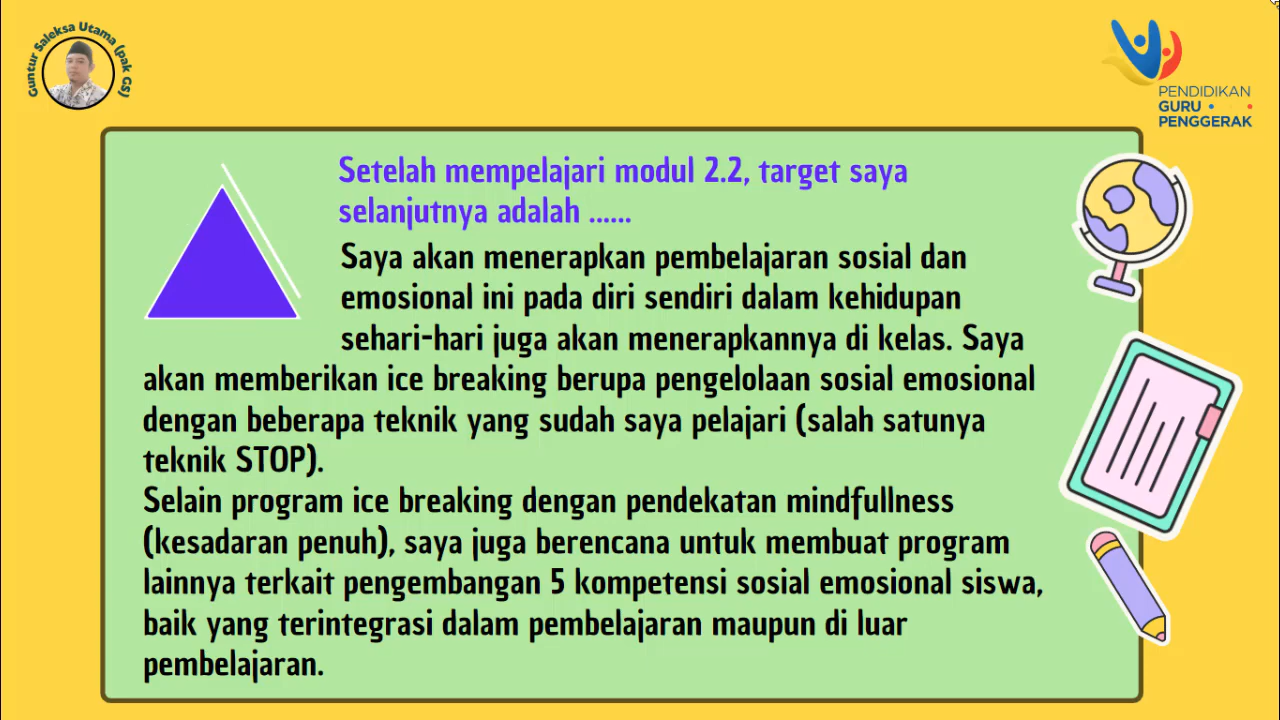 Guntur Saleksa Utama (pak GS)
PENDIDIKAN
GURU
PENGGERAK
Setelah mempelajari modul 2.2, target saya
selanjutnya adalah ......
Saya akan menerapkan pembelajaran sosial dan
emosional ini pada diri sendiri dalam kehidupan
sehari-hari juga akan menerapkannya di kelas. Saya
akan memberikan ice breaking berupa pengelolaan sosial emosional
dengan beberapa teknik yang sudah saya pelajari (salah satunya
teknik STOP).
Selain program ice breaking dengan pendekatan mindfullness
(kesadaran penuh), saya juga berencana untuk membuat program
lainnya terkait pengembangan 5 kompetensi sosial emosional siswa,
baik yang terintegrasi dalam pembelajaran maupun di luar
pembelajaran.